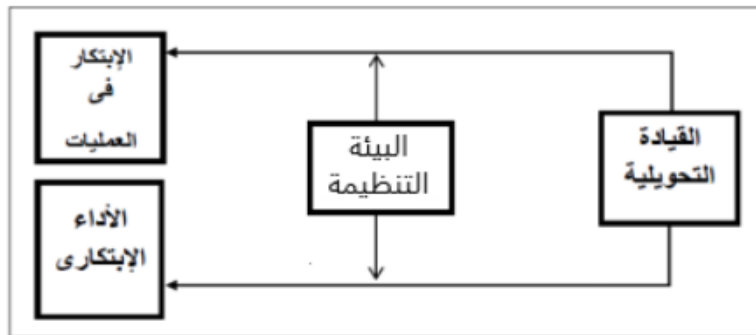 القيادة
التحويلية
البيئة
التنظيمة
الإبتكار
فى
العمليات
الأداء
الإبتكارى